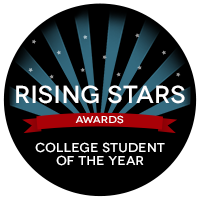 RISING STARS
AWARDS
COLLEGE STUDENT
OF THE YEAR